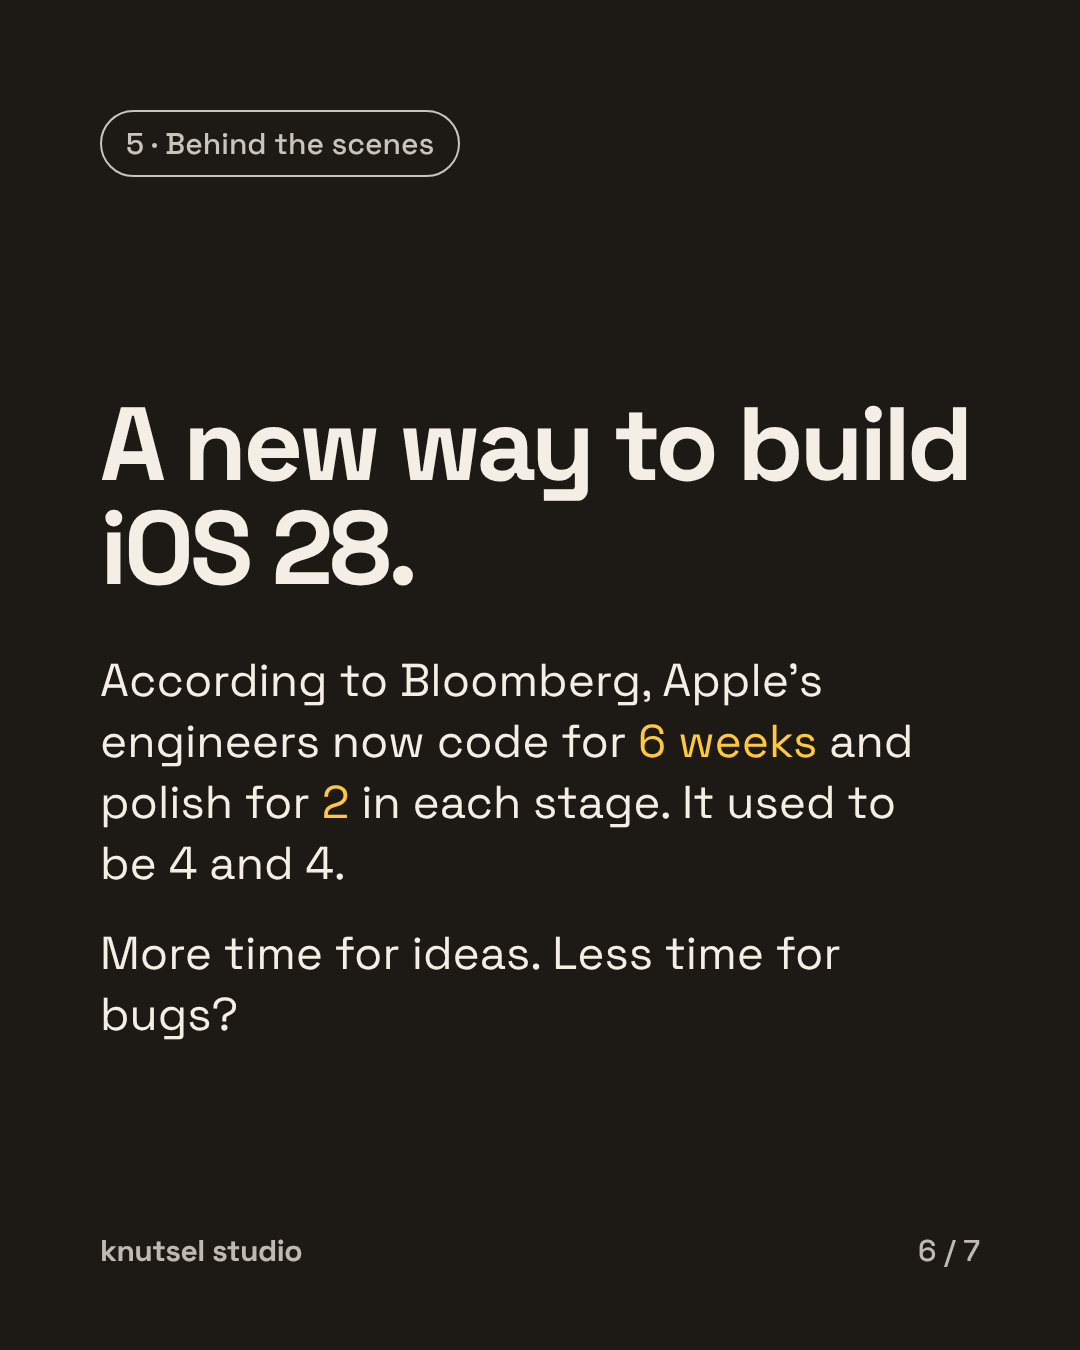 5 · Behind the scenes
A new way to build
iOS 28.
According to Bloomberg, Apple’s
engineers now code for 6 weeks and
polish for 2 in each stage. It used to
be 4 and 4.
More time for ideas. Less time for
bugs?
knutsel studio
6 / 7